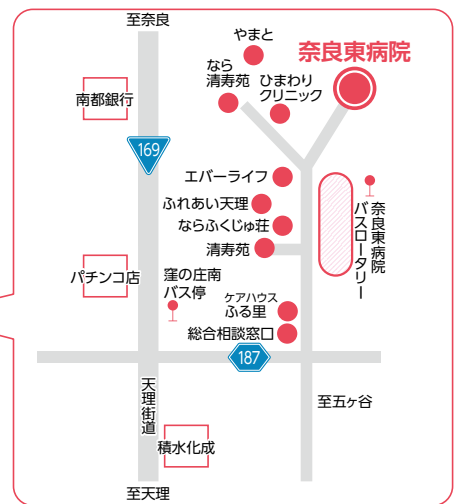 至奈良
やまと
奈良東病院
なら
清寿苑
ひまわり
クリニック
南都銀行
169
エバーライフ
ふれあい天理
ならふくじゅ荘
清寿苑
奈良東病院
バスロータリー
パチンコ店
窪の庄南
バス停
ケアハウス
ふる里
総合相談窓口
187
天理街道
至五ヶ谷
積水化成
至天理